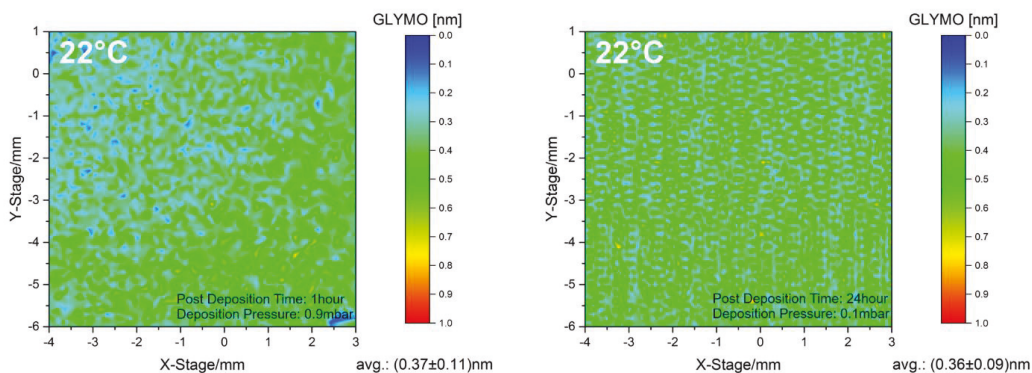 GLYMO [nm]
22°C
1
0
-1
-2
-3
-4
-5
-6
Y-Stage/mm
-4 -3 -2 -1 0 1 2 3
X-Stage/mm
Post Deposition Time: 1hour
Deposition Pressure: 0.9mbar
0.0
0.1
0.2
0.3
0.4
0.5
0.6
0.7
0.8
0.9
1.0
avg.: (0.37±0.11)nm
GLYMO [nm]
22°C
1
0
-1
-2
-3
-4
-5
-6
Y-Stage/mm
-4 -3 -2 -1 0 1 2 3
X-Stage/mm
Post Deposition Time: 24hour
Deposition Pressure: 0.1mbar
0.0
0.1
0.2
0.3
0.4
0.5
0.6
0.7
0.8
0.9
1.0
avg.: (0.36±0.09)nm